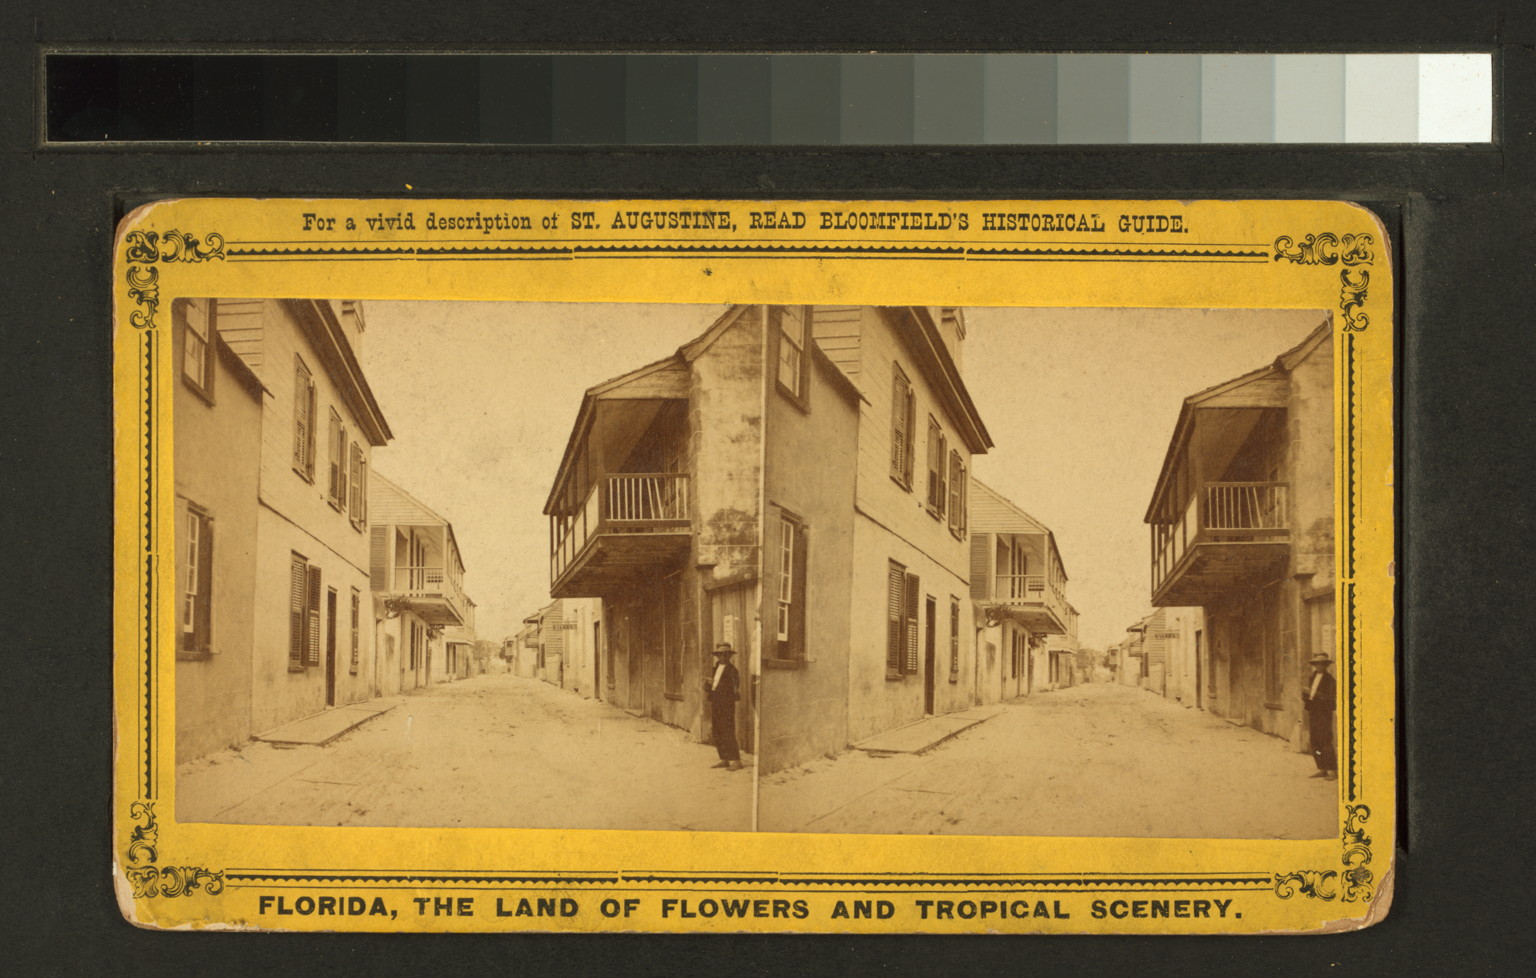 For a vivid description of ST. AUGUSTINE, READ BLOOMFIELD'S HISTORICAL GUIDE.
FLORIDA, THE LAND OF FLOWERS AND TROPICAL SCENERY.